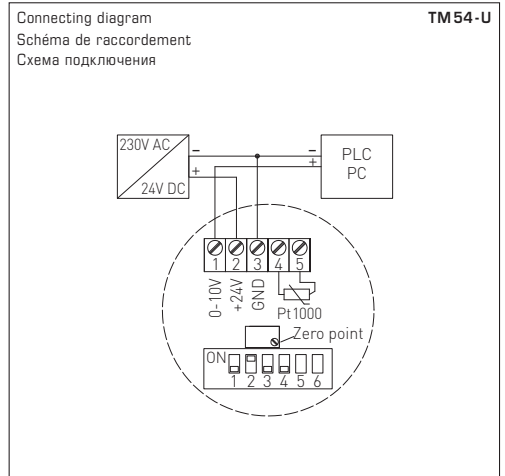 Connecting diagram TM54-U
Schéma de raccordement
Схема подключения
230V AC
24V DC
− −
+ +
PLC
PC
1 2 3 4 5
0-10V
+24V
GND
Pt1000
Zero point
ON
1 2 3 4 5 6